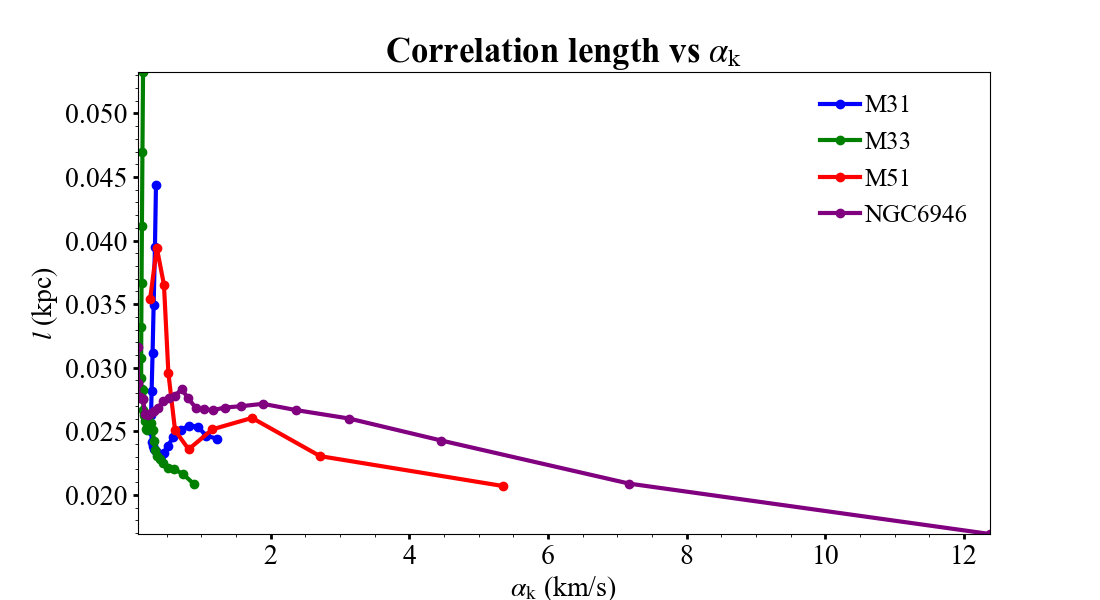 Correlation length vs αk
0.050
0.045
0.040
0.035
0.030
0.025
0.020
l (kpc)
M31
M33
M51
NGC6946
2 4 6 8 10 12
αk (km/s)